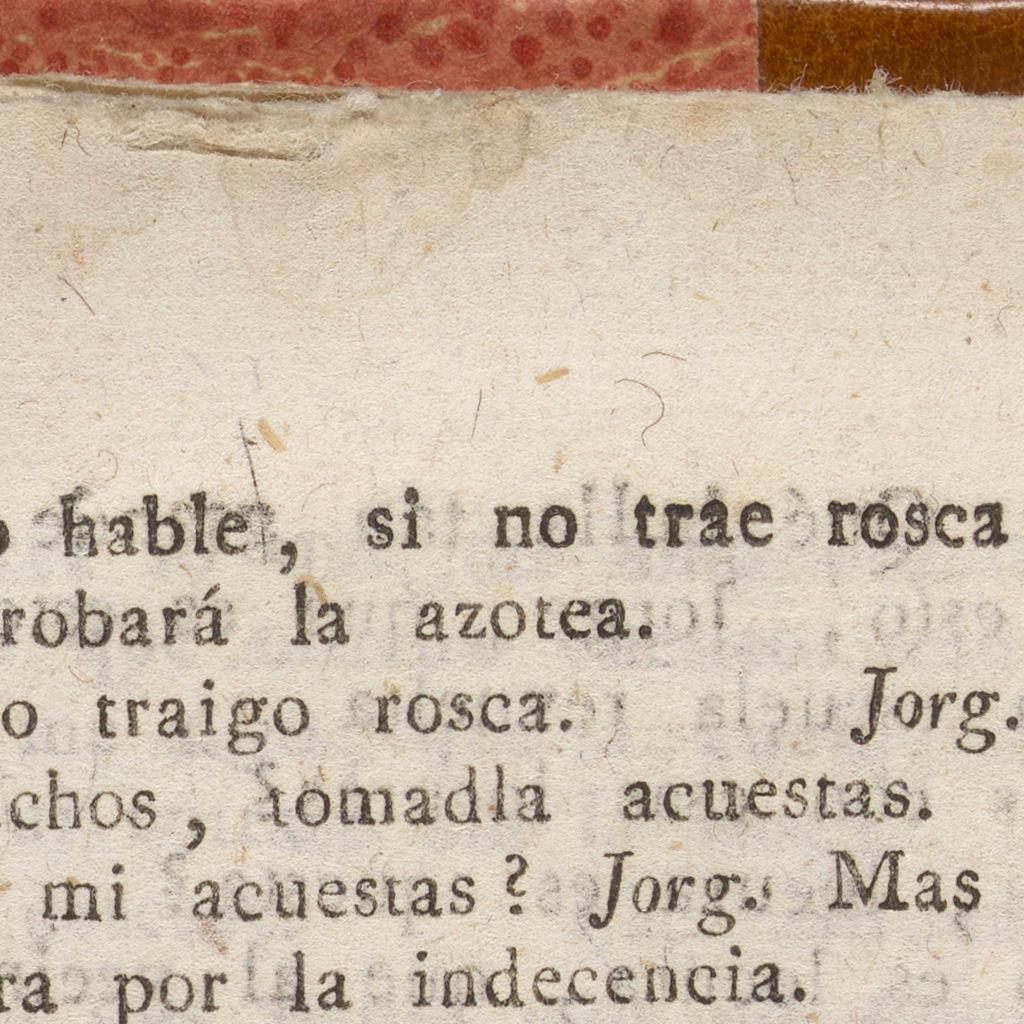 hable, si no trae rosca
robará la azotea.
o traigo rosca. Jorg.
chos, tomadla acuestas.
mi acuestas? Jorg. Mas
ra por la indecencia.